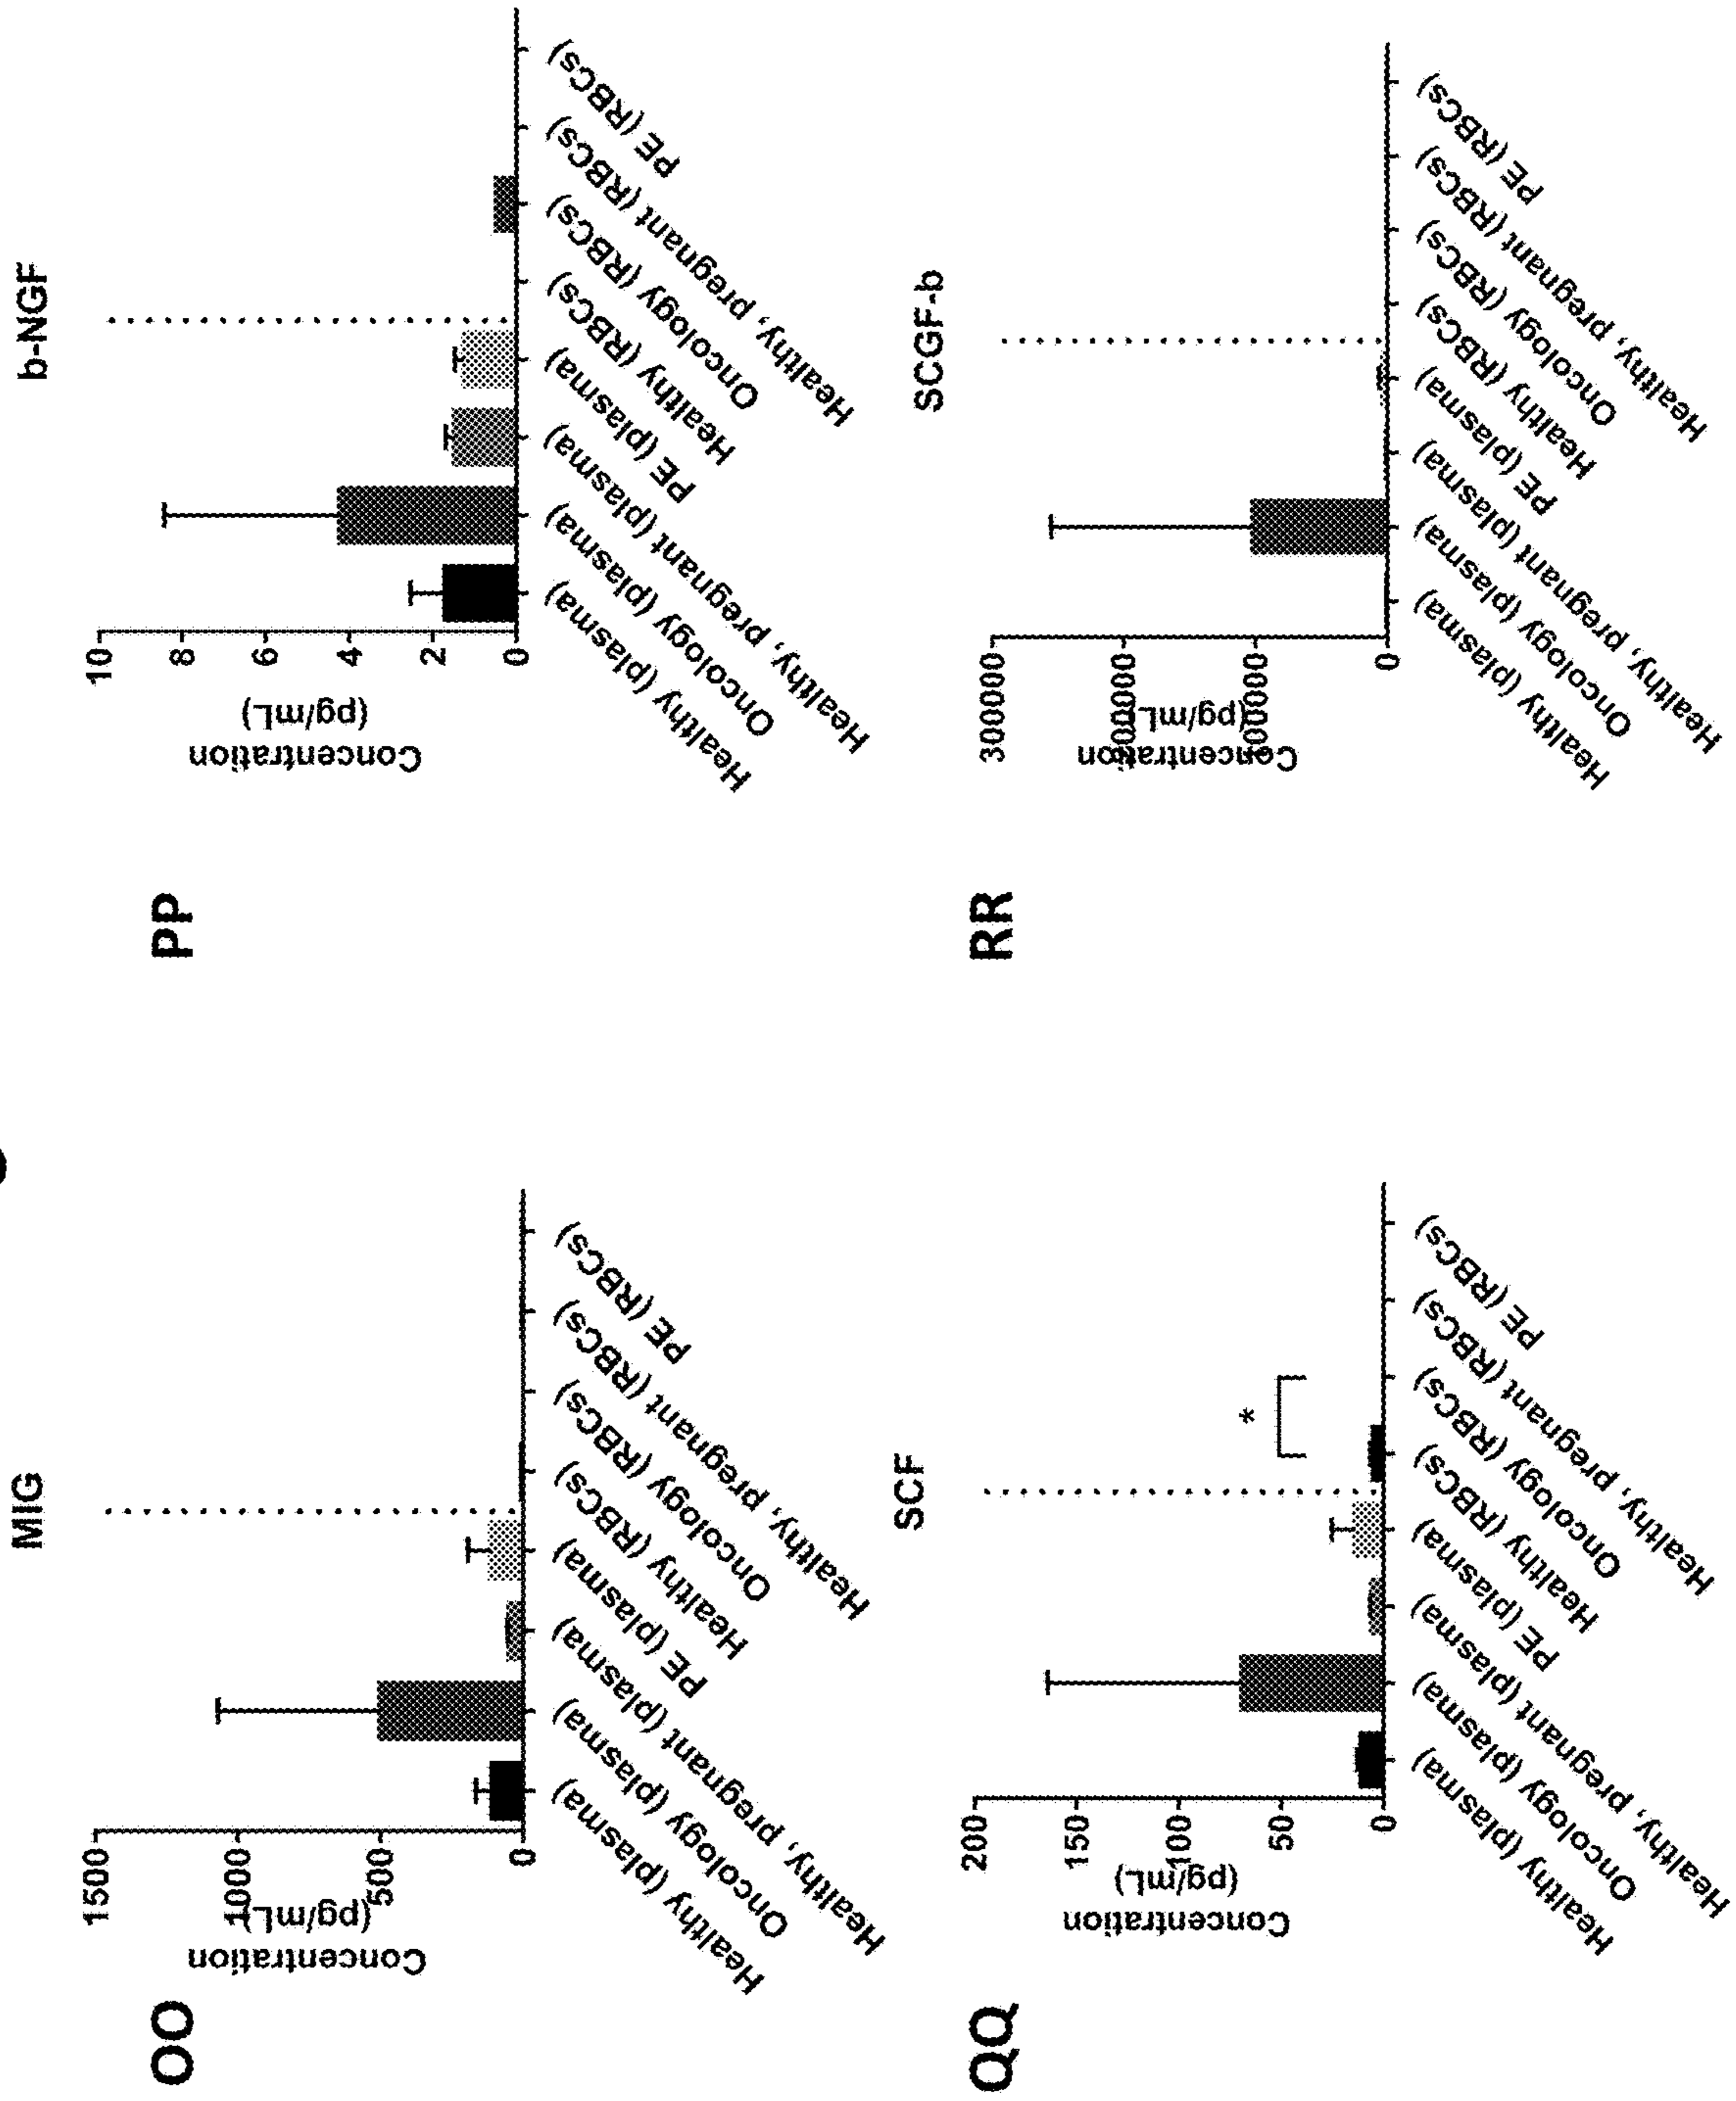 OO
MIG
Concentration
(pg/mL)
1500
1000
500
0
Healthy (plasma)
Oncology (plasma)
Healthy, pregnant (plasma)
PE (plasma)
Healthy (RBCs)
Oncology (RBCs)
Healthy, pregnant (RBCs)
PE (RBCs)
PP
b-NGF
Concentration
(pg/mL)
10
8
6
4
2
0
Healthy (plasma)
Oncology (plasma)
Healthy, pregnant (plasma)
PE (plasma)
Healthy (RBCs)
Oncology (RBCs)
Healthy, pregnant (RBCs)
PE (RBCs)
QQ
SCF
Concentration
(pg/mL)
200
150
100
50
0
*
Healthy (plasma)
Oncology (plasma)
Healthy, pregnant (plasma)
PE (plasma)
Healthy (RBCs)
Oncology (RBCs)
Healthy, pregnant (RBCs)
PE (RBCs)
RR
SCGF-b
Concentration
(pg/mL)
300000
200000
100000
0
Healthy (plasma)
Oncology (plasma)
Healthy, pregnant (plasma)
PE (plasma)
Healthy (RBCs)
Oncology (RBCs)
Healthy, pregnant (RBCs)
PE (RBCs)